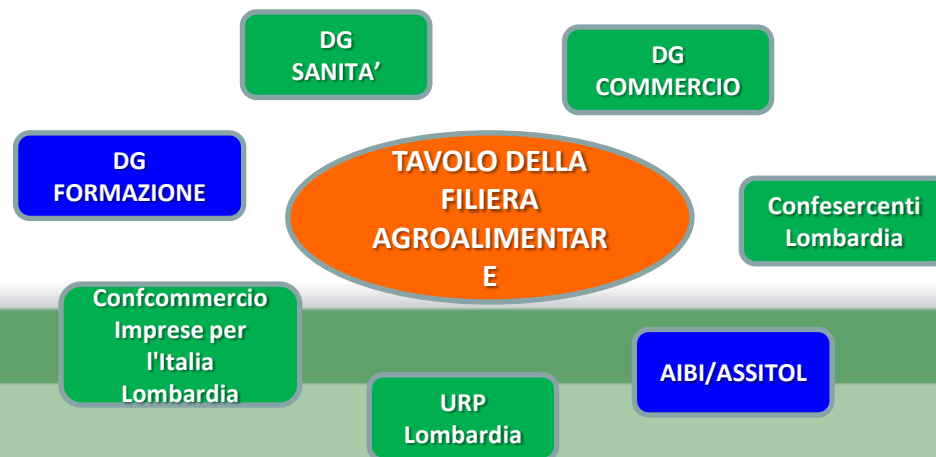 DG
SANITA’
DG
COMMERCIO
DG
FORMAZIONE
TAVOLO DELLA
FILIERA
AGROALIMENTAR
E
Confesercenti
Lombardia
Confcommercio
Imprese per
l'Italia
Lombardia
AIBI/ASSITOL
URP
Lombardia